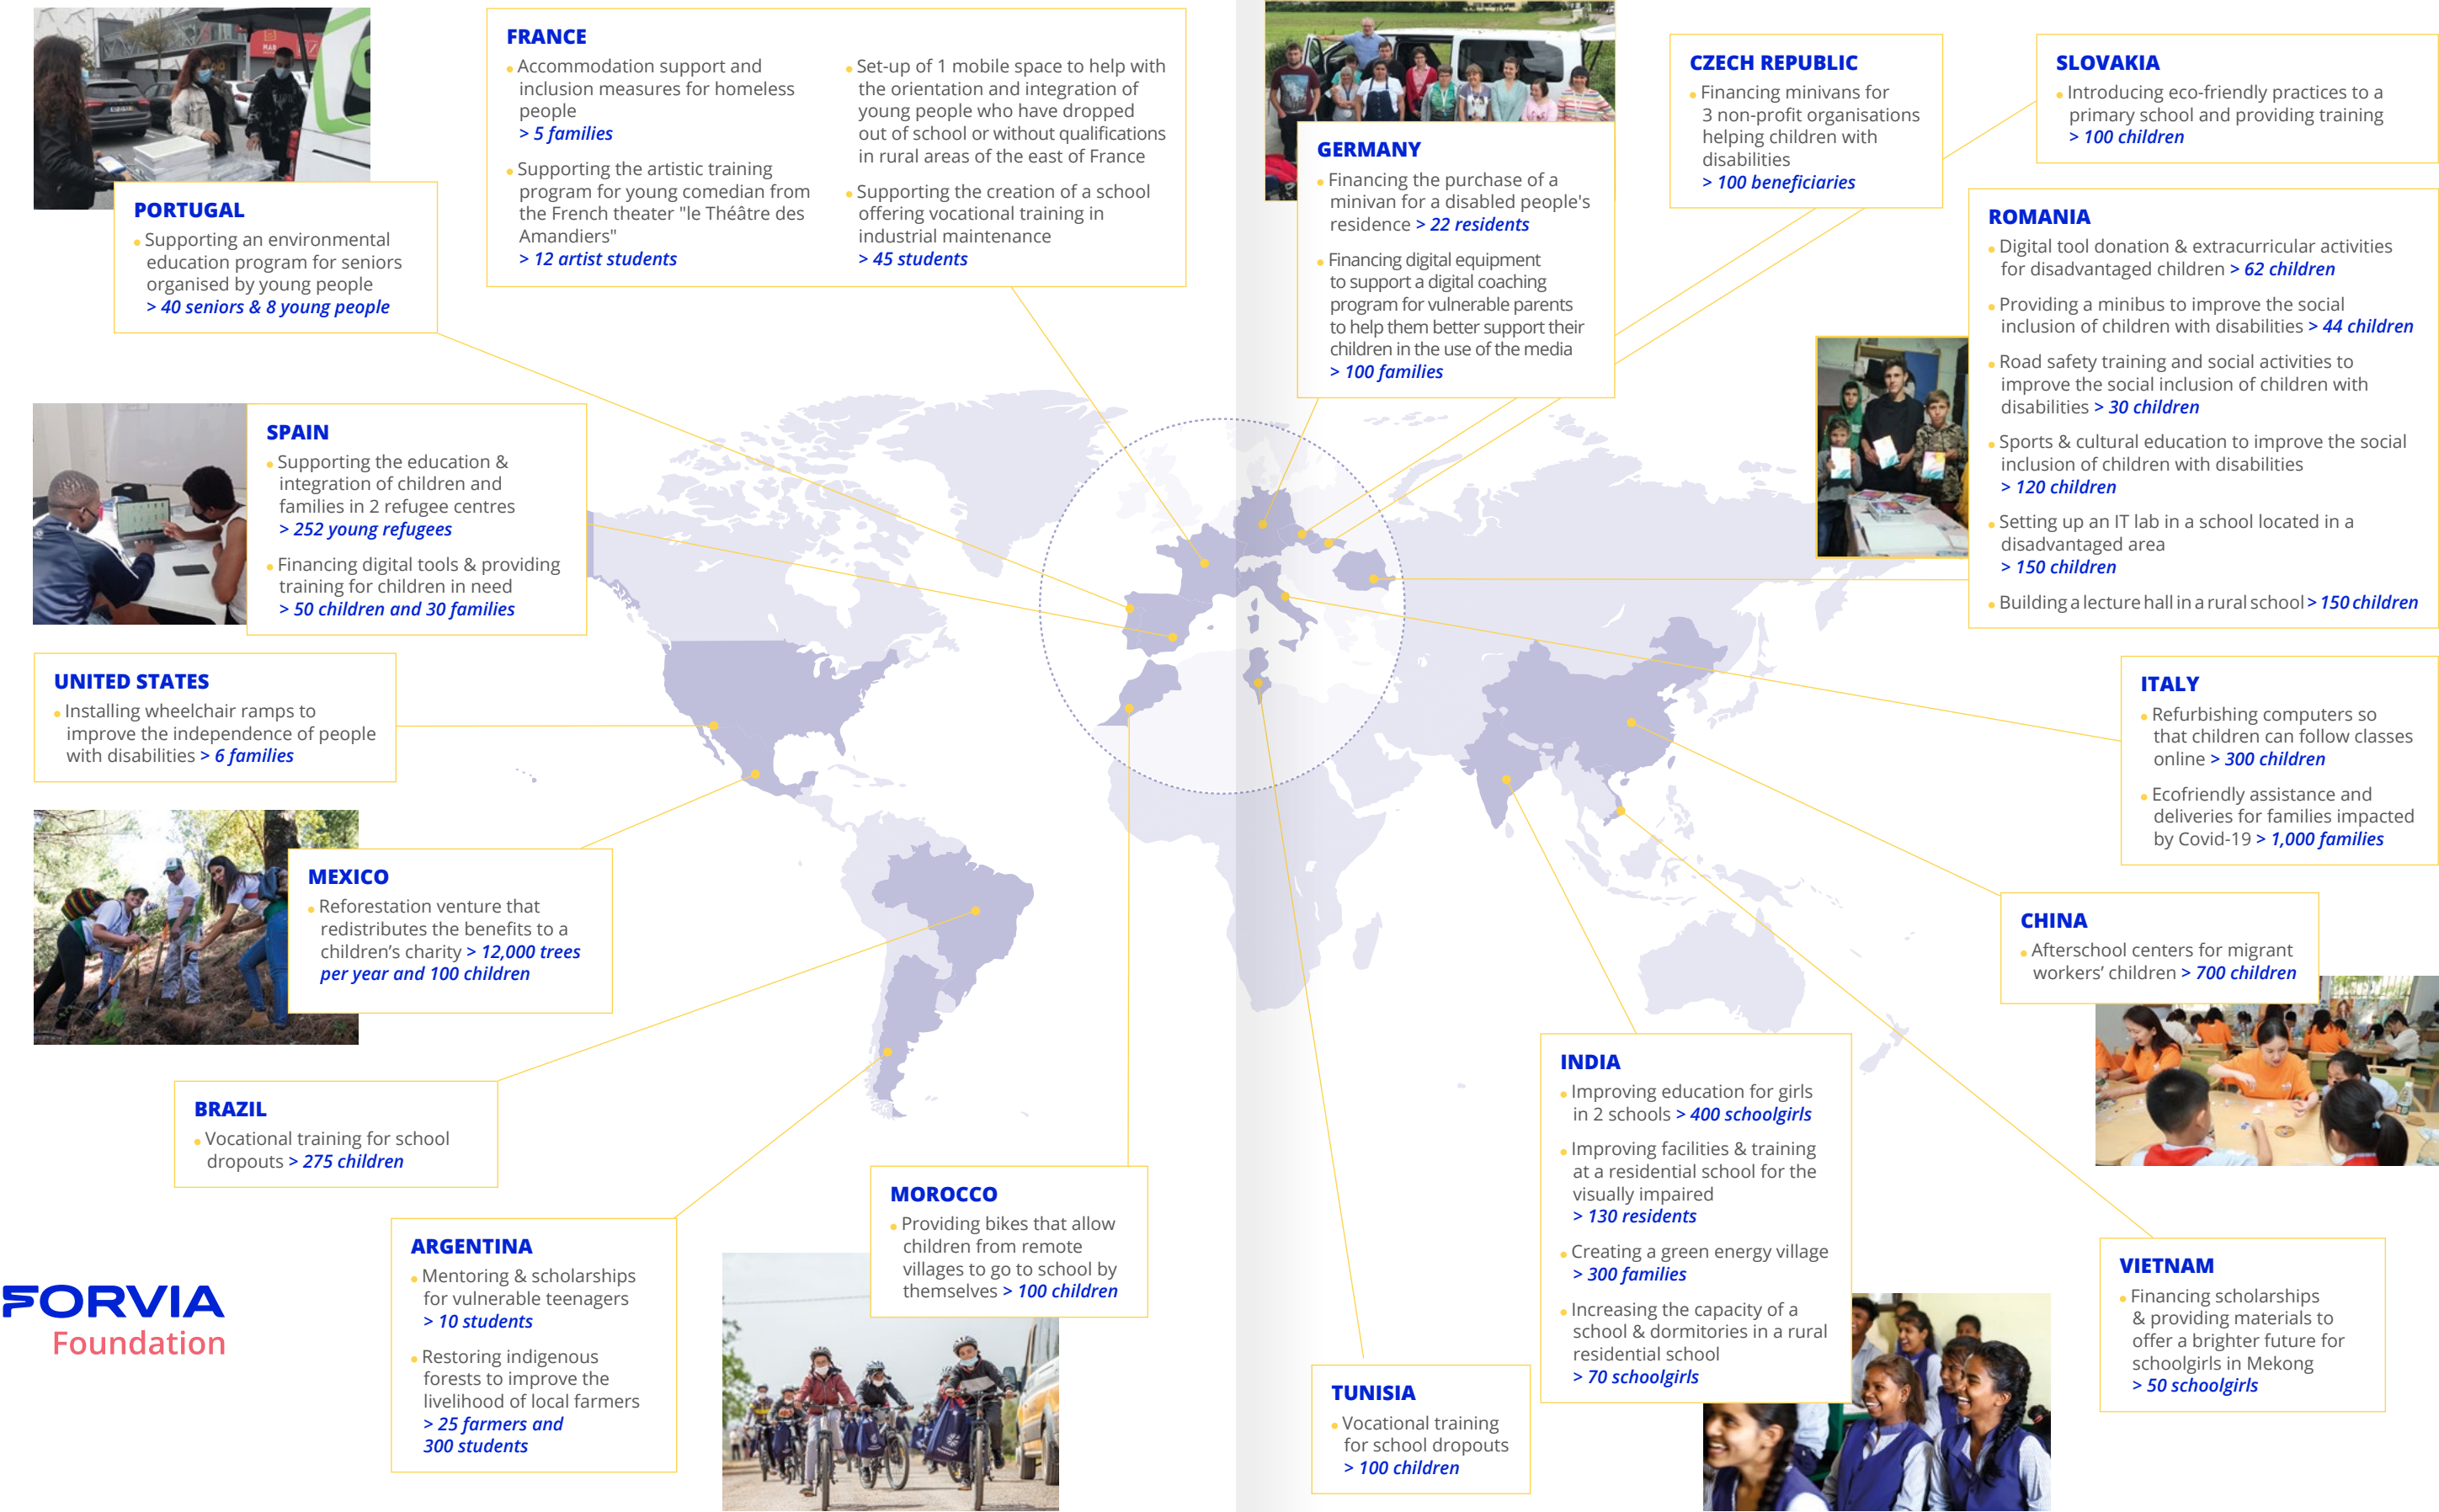 FRANCE
• Accommodation support and
inclusion measures for homeless
people
> 5 families
• Supporting the artistic training
program for young comedian from
the French theater "le Théâtre des
Amandiers"
> 12 artist students
• Set-up of 1 mobile space to help with
the orientation and integration of
young people who have dropped
out of school or without qualifications
in rural areas of the east of France
• Supporting the creation of a school
offering vocational training in
industrial maintenance
> 45 students
PORTUGAL
• Supporting an environmental
education program for seniors
organised by young people
> 40 seniors & 8 young people
GERMANY
• Financing the purchase of a
minivan for a disabled people's
residence > 22 residents
• Financing digital equipment
to support a digital coaching
program for vulnerable parents
to help them better support their
children in the use of the media
> 100 families
CZECH REPUBLIC
• Financing minivans for
3 non-profit organisations
helping children with
disabilities
> 100 beneficiaries
SLOVAKIA
• Introducing eco-friendly practices to a
primary school and providing training
> 100 children
ROMANIA
• Digital tool donation & extracurricular activities
for disadvantaged children > 62 children
• Providing a minibus to improve the social
inclusion of children with disabilities > 44 children
• Road safety training and social activities to
improve the social inclusion of children with
disabilities > 30 children
• Sports & cultural education to improve the social
inclusion of children with disabilities
> 120 children
• Setting up an IT lab in a school located in a
disadvantaged area
> 150 children
• Building a lecture hall in a rural school > 150 children
SPAIN
• Supporting the education &
integration of children and
families in 2 refugee centres
> 252 young refugees
• Financing digital tools & providing
training for children in need
> 50 children and 30 families
UNITED STATES
• Installing wheelchair ramps to
improve the independence of people
with disabilities > 6 families
ITALY
• Refurbishing computers so
that children can follow classes
online > 300 children
• Ecofriendly assistance and
deliveries for families impacted
by Covid-19 > 1,000 families
MEXICO
• Reforestation venture that
redistributes the benefits to a
children’s charity > 12,000 trees
per year and 100 children
CHINA
• Afterschool centers for migrant
workers’ children > 700 children
BRAZIL
• Vocational training for school
dropouts > 275 children
INDIA
• Improving education for girls
in 2 schools > 400 schoolgirls
• Improving facilities & training
at a residential school for the
visually impaired
> 130 residents
• Creating a green energy village
> 300 families
• Increasing the capacity of a
school & dormitories in a rural
residential school
> 70 schoolgirls
MOROCCO
• Providing bikes that allow
children from remote
villages to go to school by
themselves > 100 children
ARGENTINA
• Mentoring & scholarships
for vulnerable teenagers
> 10 students
• Restoring indigenous
forests to improve the
livelihood of local farmers
> 25 farmers and
300 students
VIETNAM
• Financing scholarships
& providing materials to
offer a brighter future for
schoolgirls in Mekong
> 50 schoolgirls
TUNISIA
• Vocational training
for school dropouts
> 100 children
FORVIA
Foundation